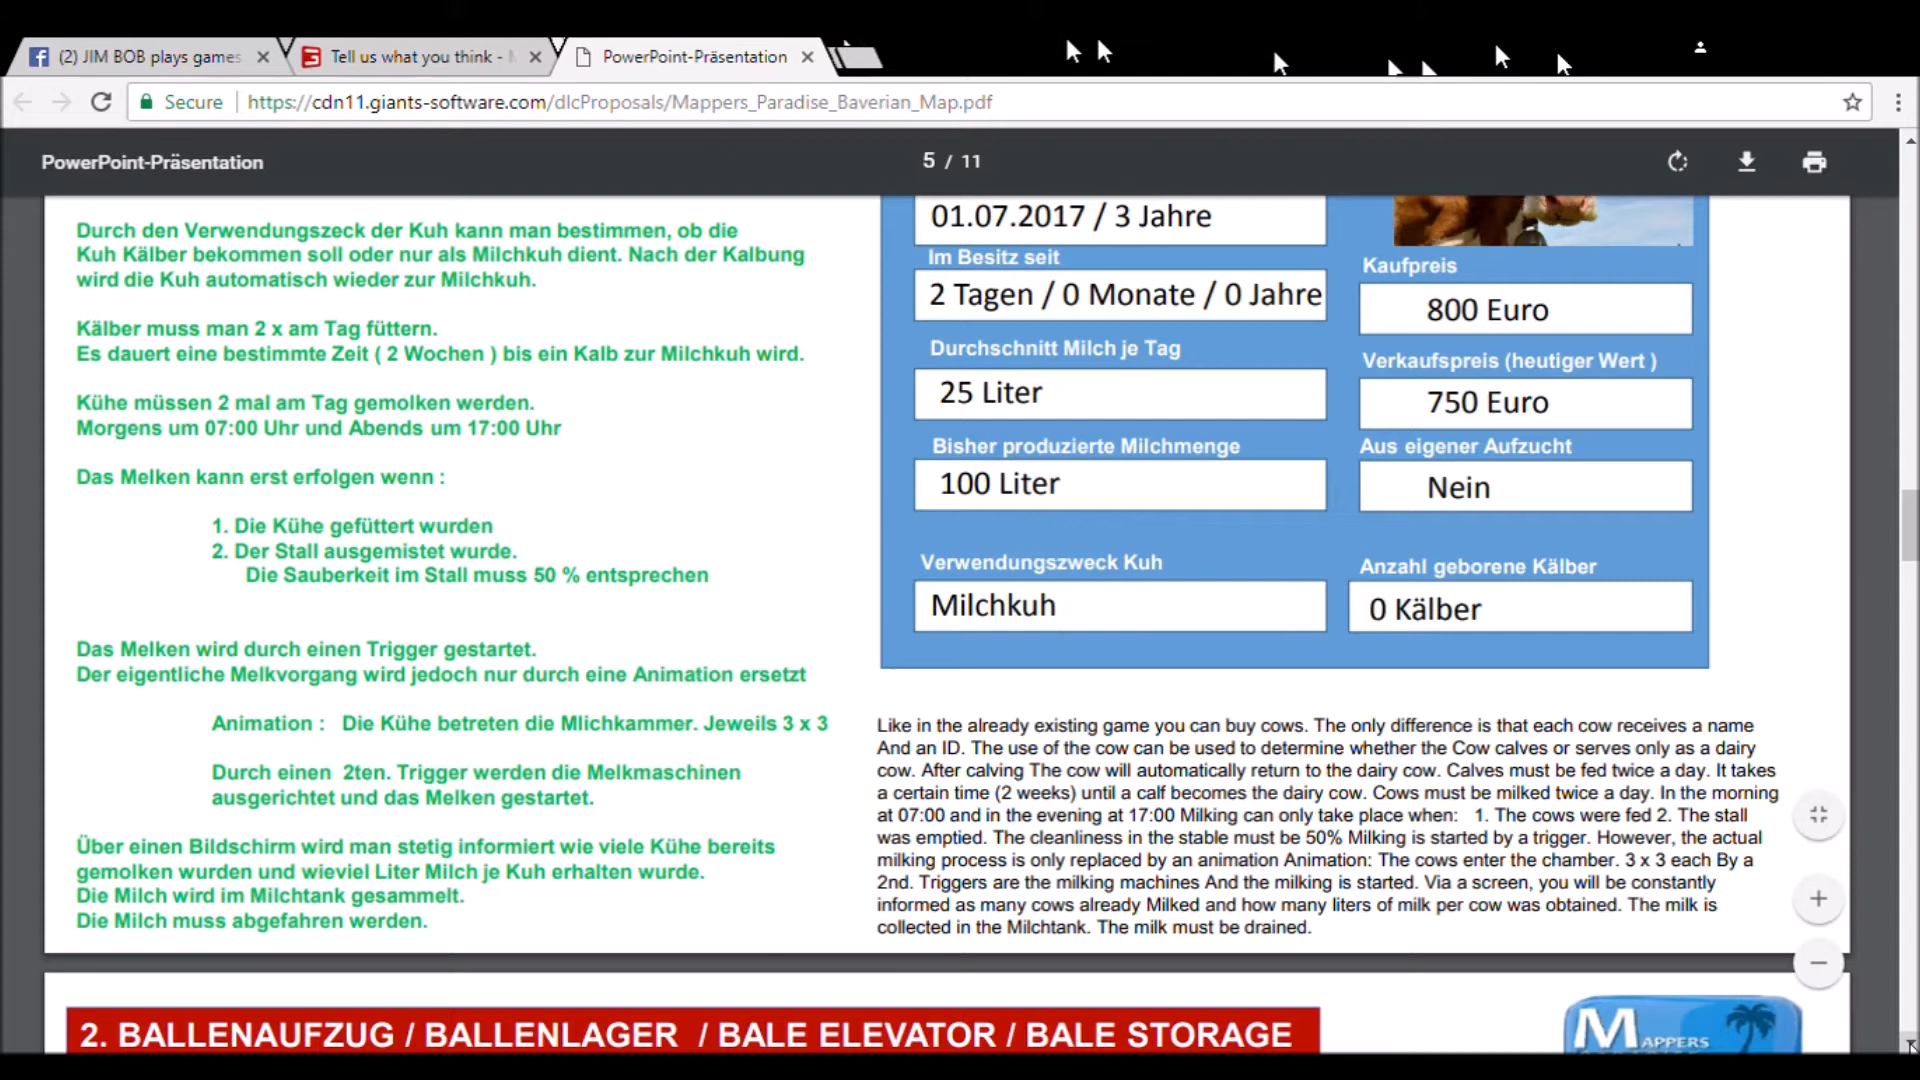 (2) JIM BOB plays games
Tell us what you think -
PowerPoint-Präsentation
Secure
https://cdn11.giants-software.com/dlcProposals/Mappers_Paradise_Baverian_Map.pdf
PowerPoint-Präsentation
5 / 11
Durch den Verwendungszeck der Kuh kann man bestimmen, ob die
Kuh Kälber bekommen soll oder nur als Milchkuh dient. Nach der Kalbung
wird die Kuh automatisch wieder zur Milchkuh.
Kälber muss man 2 x am Tag füttern.
Es dauert eine bestimmte Zeit ( 2 Wochen ) bis ein Kalb zur Milchkuh wird.
Kühe müssen 2 mal am Tag gemolken werden.
Morgens um 07:00 Uhr und Abends um 17:00 Uhr
Das Melken kann erst erfolgen wenn :
1. Die Kühe gefüttert wurden
2. Der Stall ausgemistet wurde.
Die Sauberkeit im Stall muss 50 % entsprechen
Das Melken wird durch einen Trigger gestartet.
Der eigentliche Melkvorgang wird jedoch nur durch eine Animation ersetzt
Animation : Die Kühe betreten die Mlichkammer. Jeweils 3 x 3
Durch einen 2ten. Trigger werden die Melkmaschinen
ausgerichtet und das Melken gestartet.
Über einen Bildschirm wird man stetig informiert wie viele Kühe bereits
gemolken wurden und wieviel Liter Milch je Kuh erhalten wurde.
Die Milch wird im Milchtank gesammelt.
Die Milch muss abgefahren werden.
01.07.2017 / 3 Jahre
Im Besitz seit
2 Tagen / 0 Monate / 0 Jahre
Durchschnitt Milch je Tag
25 Liter
Bisher produzierte Milchmenge
100 Liter
Verwendungszweck Kuh
Milchkuh
Kaufpreis
800 Euro
Verkaufspreis (heutiger Wert )
750 Euro
Aus eigener Aufzucht
Nein
Anzahl geborene Kälber
0 Kälber
Like in the already existing game you can buy cows. The only difference is that each cow receives a name
And an ID. The use of the cow can be used to determine whether the Cow calves or serves only as a dairy
cow. After calving The cow will automatically return to the dairy cow. Calves must be fed twice a day. It takes
a certain time (2 weeks) until a calf becomes the dairy cow. Cows must be milked twice a day. In the morning
at 07:00 and in the evening at 17:00 Milking can only take place when: 1. The cows were fed 2. The stall
was emptied. The cleanliness in the stable must be 50% Milking is started by a trigger. However, the actual
milking process is only replaced by an animation Animation: The cows enter the chamber. 3 x 3 each By a
2nd. Triggers are the milking machines And the milking is started. Via a screen, you will be constantly
informed as many cows already Milked and how many liters of milk per cow was obtained. The milk is
collected in the Milchtank. The milk must be drained.
2. BALLENAUFZUG / BALLENLAGER / BALE ELEVATOR / BALE STORAGE
MAPPERS